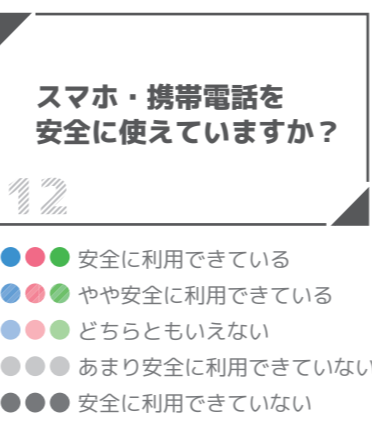 スマホ・携帯電話を
安全に使えていますか？
12
安全に利用できている
やや安全に利用できている
どちらともいえない
あまり安全に利用できていない
安全に利用できていない